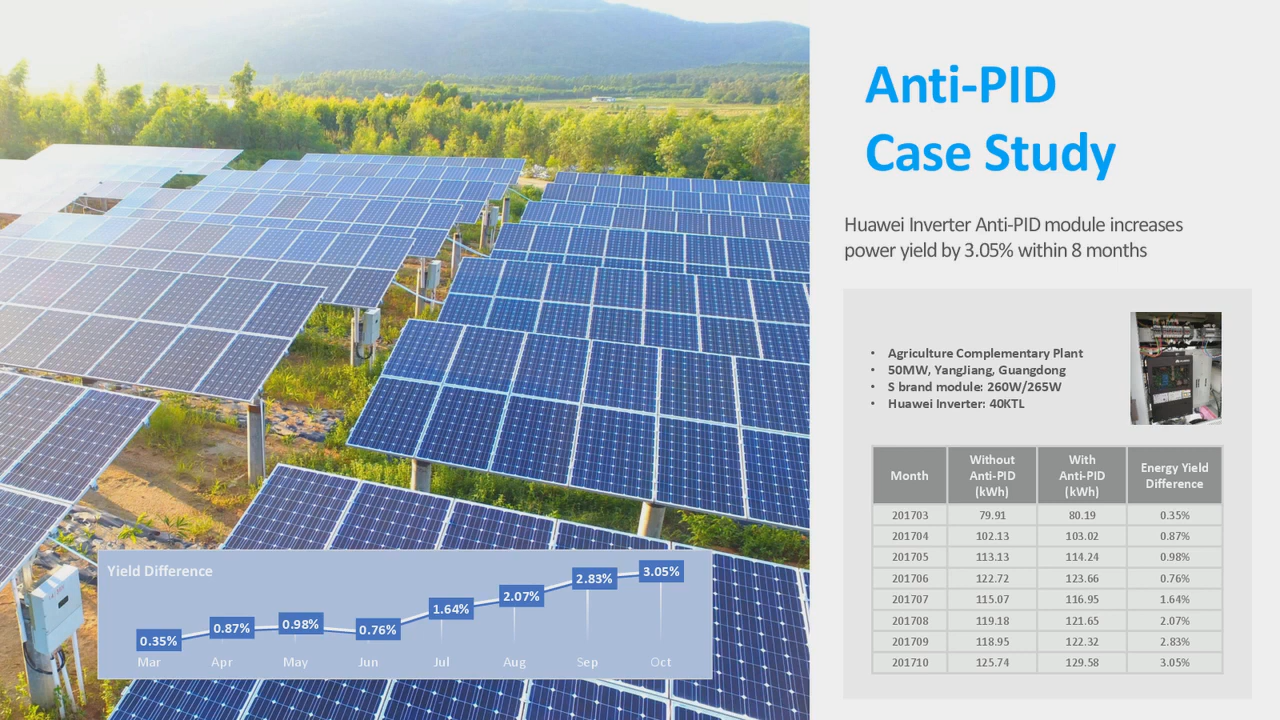 Anti-PID
Case Study
Huawei Inverter Anti-PID module increases
power yield by 3.05% within 8 months
• Agriculture Complementary Plant
• 50MW, YangJiang, Guangdong
• S brand module: 260W/265W
• Huawei Inverter: 40KTL
Month Without Anti-PID (kWh) With Anti-PID (kWh) Energy Yield Difference
201703 79.91 80.19 0.35%
201704 102.13 103.02 0.87%
201705 113.13 114.24 0.98%
201706 122.72 123.66 0.76%
201707 115.07 116.95 1.64%
201708 119.18 121.65 2.07%
201709 118.95 122.32 2.83%
201710 125.74 129.58 3.05%
Yield Difference
0.35% 0.87% 0.98% 0.76% 1.64% 2.07% 2.83% 3.05%
Mar Apr May Jun Jul Aug Sep Oct